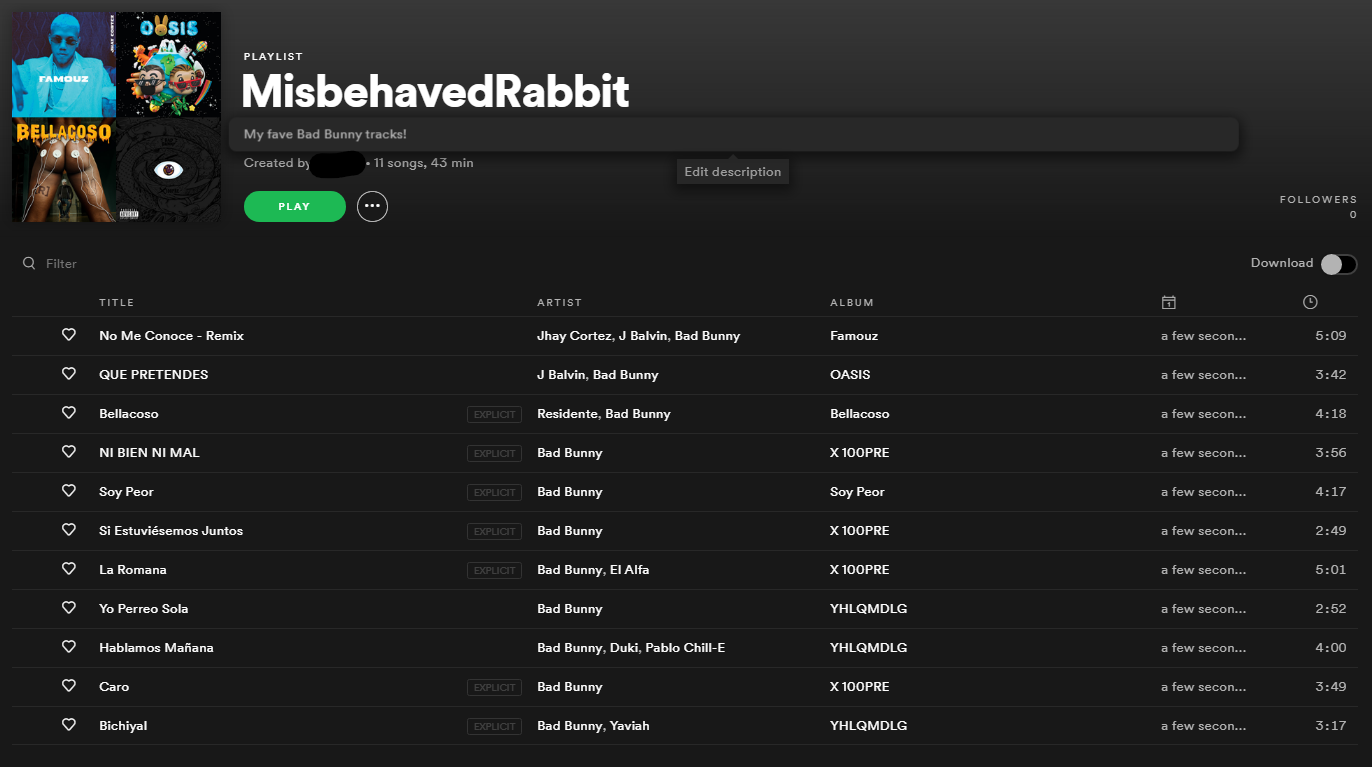 JHAY CORTEZ
FAMOUZ
OASIS
BELLACOSO
PLAYLIST
MisbehavedRabbit
My fave Bad Bunny tracks!
Created by • 11 songs, 43 min
Edit description
PLAY
FOLLOWERS
0
Filter
Download
TITLE ARTIST ALBUM
No Me Conoce - Remix Jhay Cortez, J Balvin, Bad Bunny Famouz a few secon... 5:09
QUE PRETENDES J Balvin, Bad Bunny OASIS a few secon... 3:42
Bellacoso EXPLICIT Residente, Bad Bunny Bellacoso a few secon... 4:18
NI BIEN NI MAL EXPLICIT Bad Bunny X 100PRE a few secon... 3:56
Soy Peor EXPLICIT Bad Bunny Soy Peor a few secon... 4:17
Si Estuviésemos Juntos EXPLICIT Bad Bunny X 100PRE a few secon... 2:49
La Romana EXPLICIT Bad Bunny, El Alfa X 100PRE a few secon... 5:01
Yo Perreo Sola Bad Bunny YHLQMDLG a few secon... 2:52
Hablamos Mañana Bad Bunny, Duki, Pablo Chill-E YHLQMDLG a few secon... 4:00
Caro EXPLICIT Bad Bunny X 100PRE a few secon... 3:49
Bichiyal EXPLICIT Bad Bunny, Yaviah YHLQMDLG a few secon... 3:17